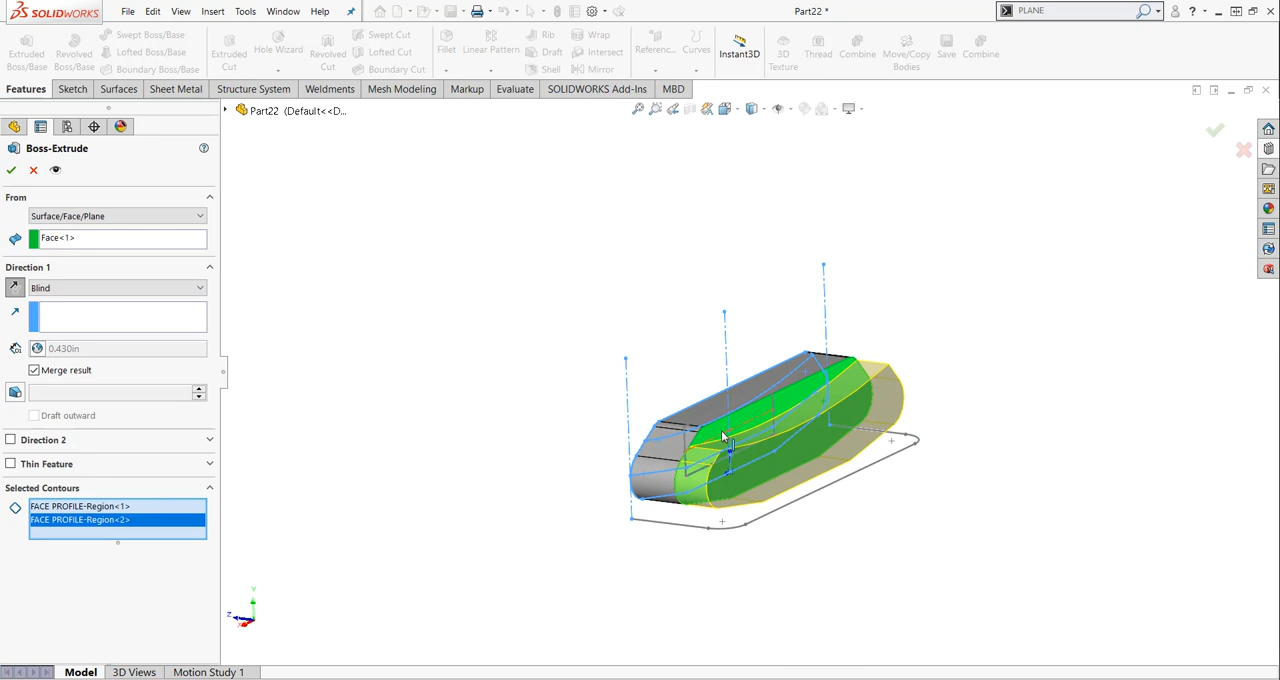 SOLIDWORKS File Edit View Insert Tools Window Help Part22 * PLANE
Extruded Boss/Base
Revolved Boss/Base
Swept Boss/Base
Lofted Boss/Base
Boundary Boss/Base
Extruded Cut
Hole Wizard
Revolved Cut
Swept Cut
Lofted Cut
Boundary Cut
Fillet
Linear Pattern
Rib
Draft
Shell
Wrap
Intersect
Mirror
Referenc...
Curves
Instant3D
3D Texture
Thread
Combine
Move/Copy Bodies
Save
Combine
Features Sketch Surfaces Sheet Metal Structure System Weldments Mesh Modeling Markup Evaluate SOLIDWORKS Add-Ins MBD
Part22 (Default<<D...
Boss-Extrude
From
Surface/Face/Plane
Face<1>
Direction 1
Blind
0.430in
Merge result
Draft outward
Direction 2
Thin Feature
Selected Contours
FACE PROFILE-Region<1>
FACE PROFILE-Region<2>
Y
Z
Model 3D Views Motion Study 1